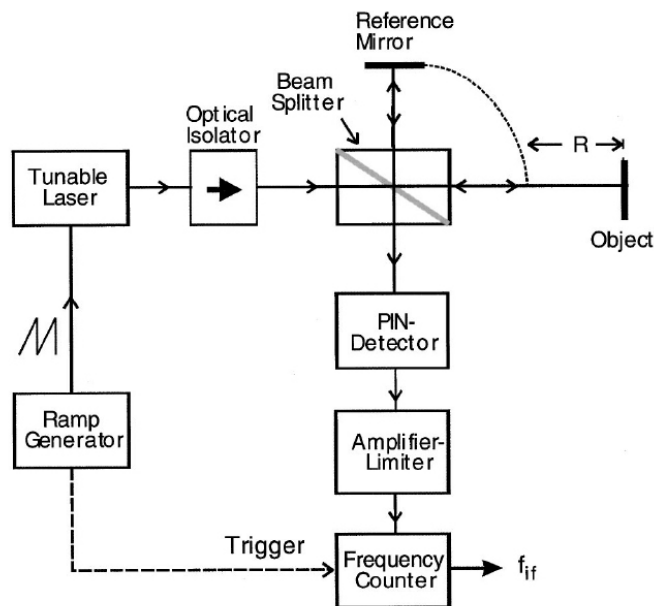 Reference
Mirror
Beam
Splitter
Optical
Isolator
R
Tunable
Laser
Object
PIN-
Detector
Ramp
Generator
Amplifier-
Limiter
Trigger
Frequency
Counter
f_if